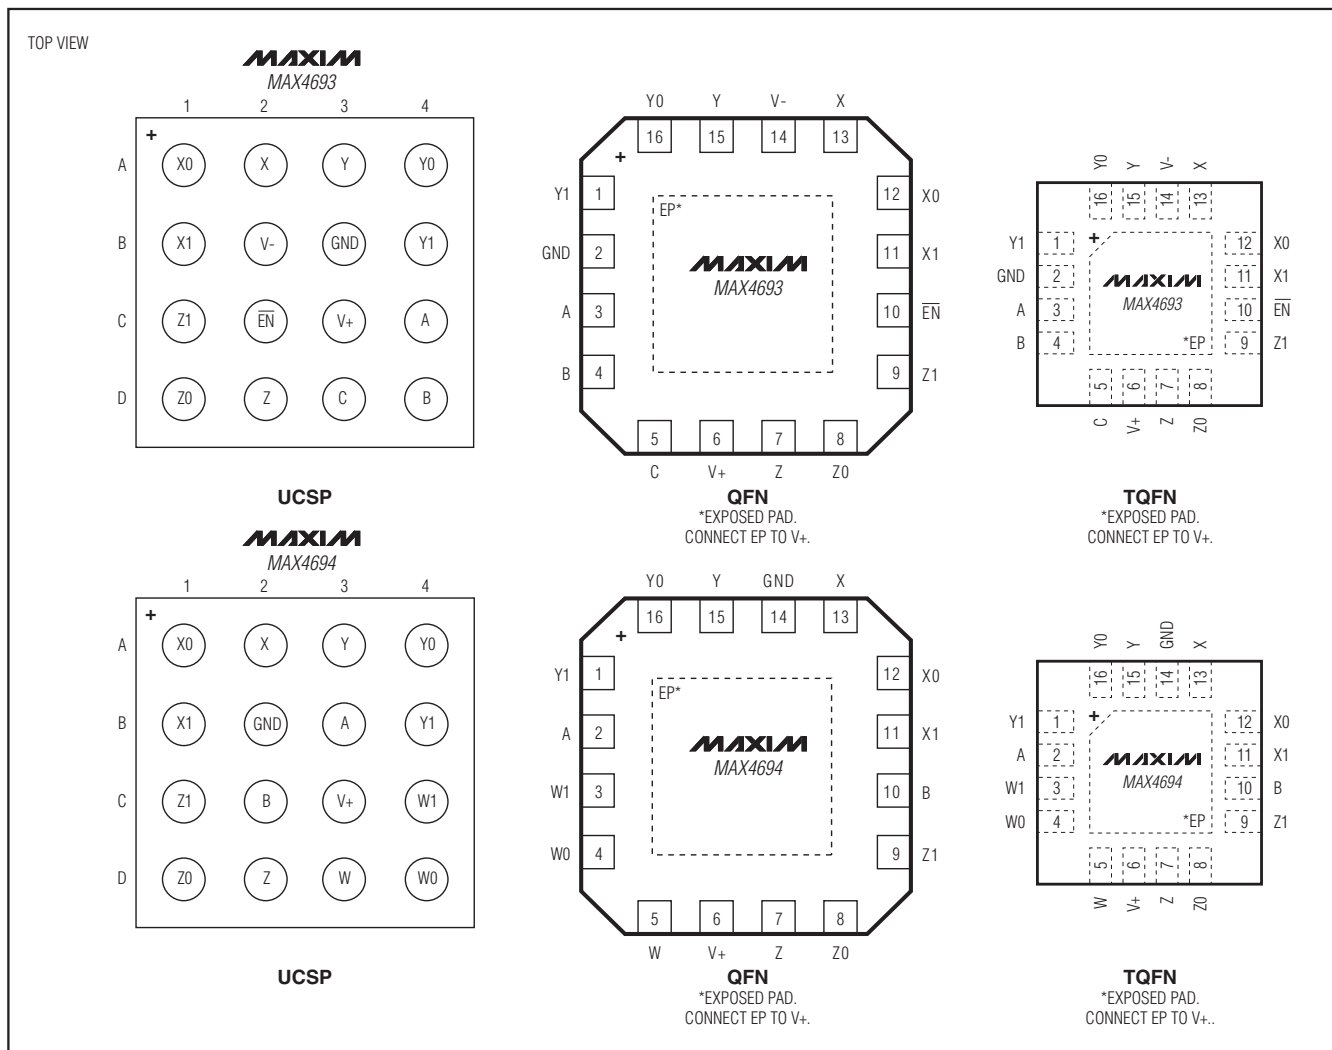 TOP VIEW
MAXIM
MAX4693
1 2 3 4
+
A X0 X Y Y0
B X1 V- GND Y1
C Z1 EN V+ A
D Z0 Z C B
UCSP
Y0 Y V- X
16 15 14 13
+
Y1 1 12 X0
EP*
GND 2 11 X1
MAXIM
MAX4693
A 3 10 EN
B 4 9 Z1
5 6 7 8
C V+ Z Z0
QFN
*EXPOSED PAD.
CONNECT EP TO V+.
Y0 Y V- X
16 15 14 13
+
Y1 1 12 X0
GND 2 11 X1
MAXIM
MAX4693
A 3 10 EN
B 4 *EP 9 Z1
5 6 7 8
C V+ Z Z0
TQFN
*EXPOSED PAD.
CONNECT EP TO V+.
MAXIM
MAX4694
1 2 3 4
+
A X0 X Y Y0
B X1 GND A Y1
C Z1 B V+ W1
D Z0 Z W W0
UCSP
Y0 Y GND X
16 15 14 13
+
Y1 1 12 X0
EP*
A 2 11 X1
MAXIM
MAX4694
W1 3 10 B
W0 4 9 Z1
5 6 7 8
W V+ Z Z0
QFN
*EXPOSED PAD.
CONNECT EP TO V+.
Y0 Y GND X
16 15 14 13
+
Y1 1 12 X0
A 2 11 X1
MAXIM
MAX4694
W1 3 10 B
W0 4 *EP 9 Z1
5 6 7 8
W V+ Z Z0
TQFN
*EXPOSED PAD.
CONNECT EP TO V+..